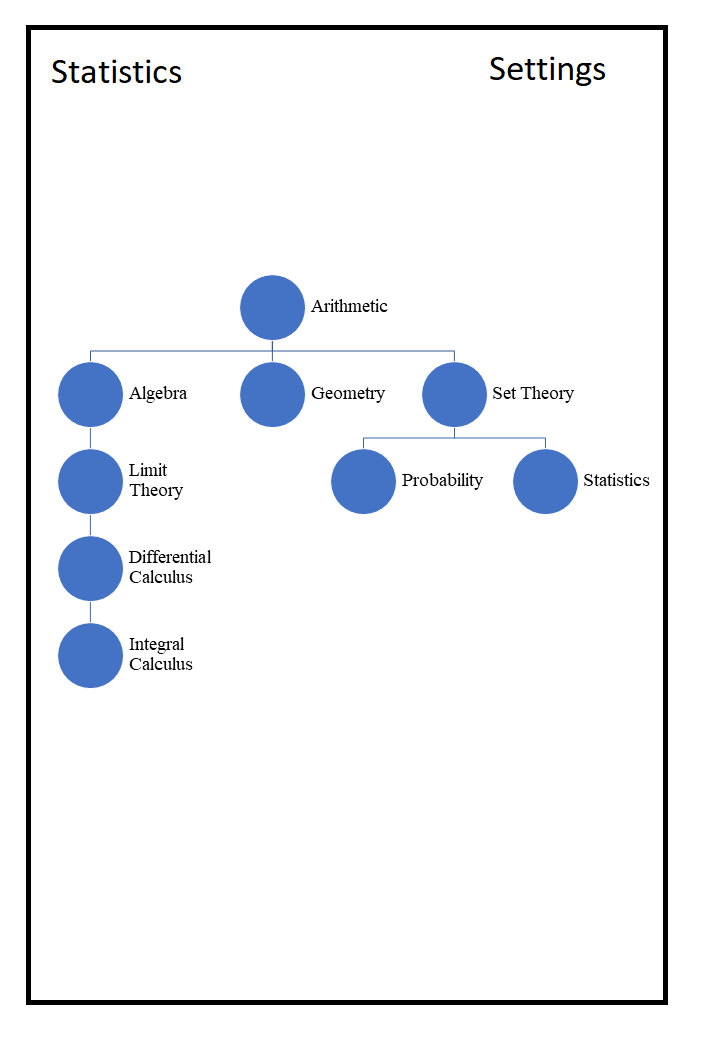 Statistics
Settings
Arithmetic
Algebra
Geometry
Set Theory
Limit
Theory
Probability
Statistics
Differential
Calculus
Integral
Calculus